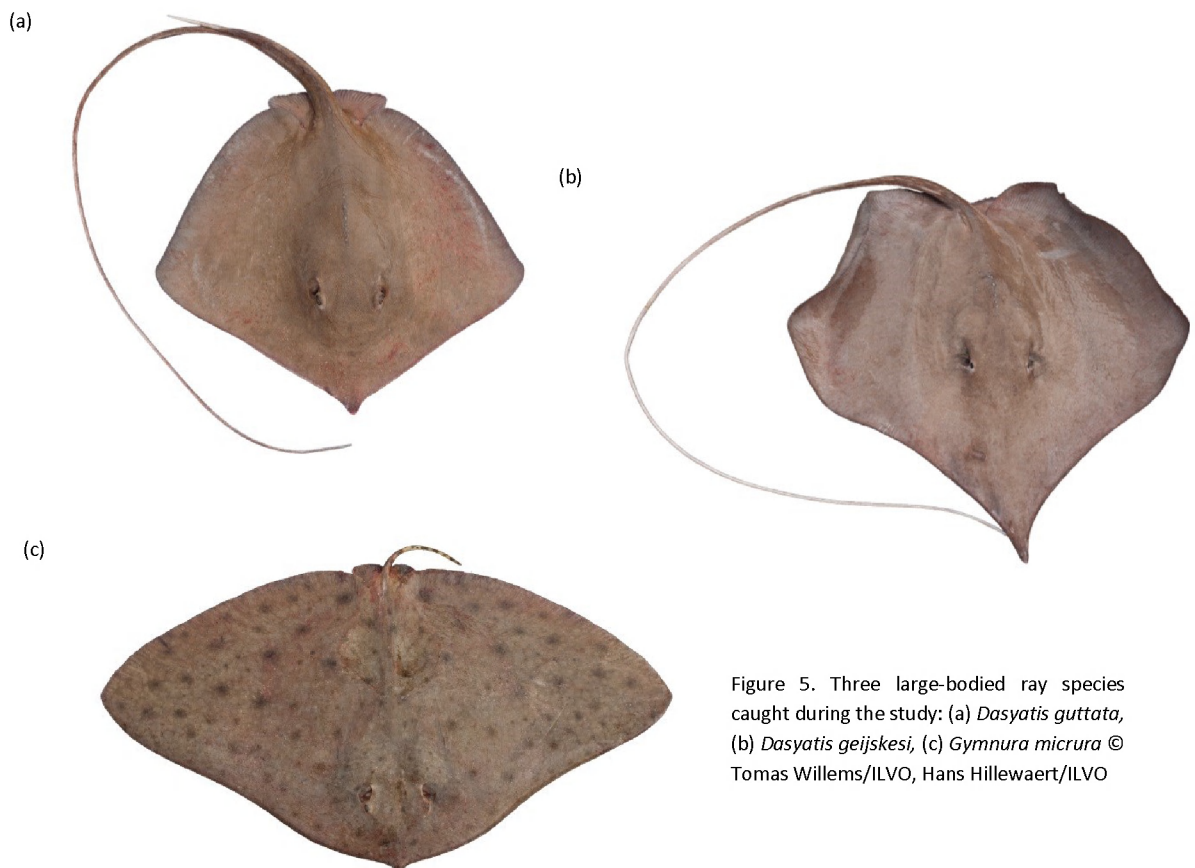 (a)
(b)
(c)
Figure 5. Three large-bodied ray species
caught during the study: (a) Dasyatis guttata,
(b) Dasyatis geijskesi, (c) Gymnura micrura ©
Tomas Willems/ILVO, Hans Hillewaert/ILVO